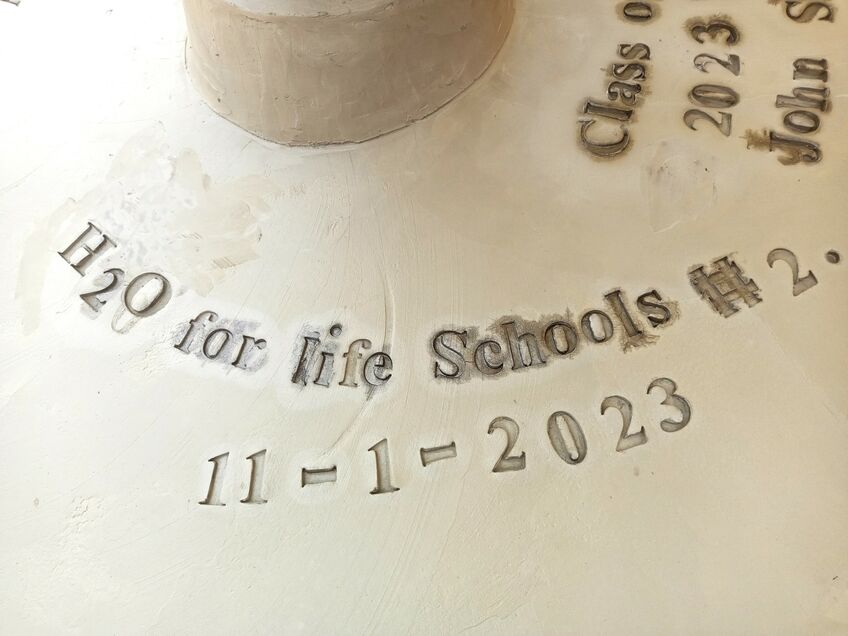 H2O for life Schools # 2.
11-1-2023
Class
2023
John